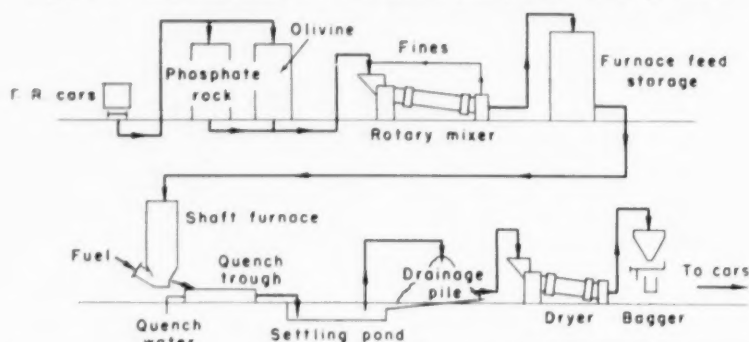 Olivine
Phosphate
rock
Fines
Furnace feed
storage
R. R. cars
Rotary mixer
Shaft furnace
Fuel
Quench
trough
Drainage
pile
To cars
Quench
water
Settling pond
Dryer
Bagger